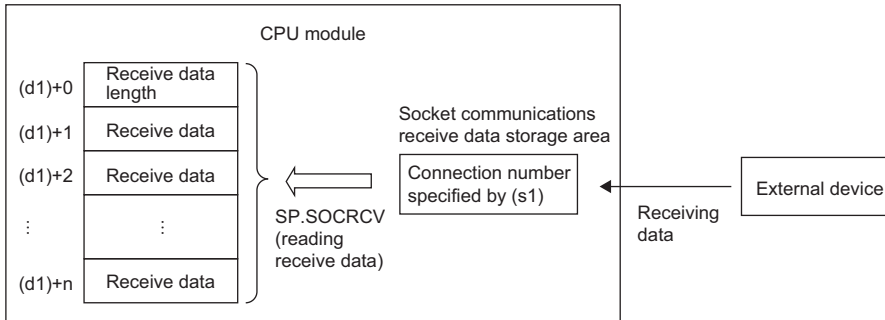 CPU module
(d1)+0
Receive data
length
(d1)+1
Receive data
(d1)+2
Receive data
⋮
⋮
(d1)+n
Receive data
SP.SOCRCV
(reading
receive data)
Socket communications
receive data storage area
Connection number
specified by (s1)
Receiving
data
External device